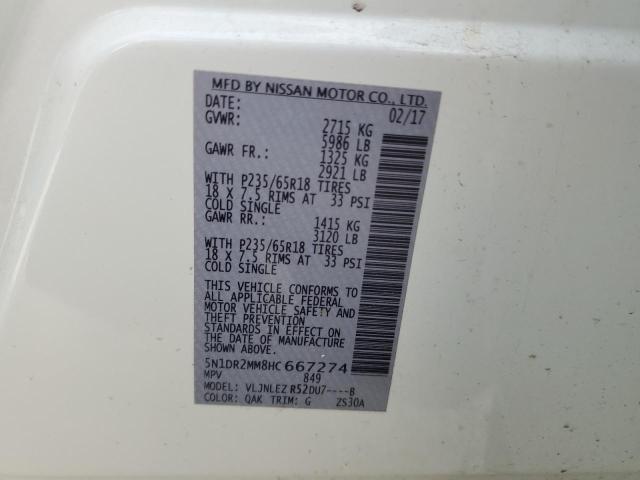 MFD BY NISSAN MOTOR CO., LTD.
DATE: 02/17
GVWR: 2715 KG
5986 LB
GAWR FR.: 1325 KG
2921 LB
WITH P235/65R18 TIRES
18 X 7.5 RIMS AT 33 PSI
COLD SINGLE
GAWR RR.: 1415 KG
3120 LB
WITH P235/65R18 TIRES
18 X 7.5 RIMS AT 33 PSI
COLD SINGLE
THIS VEHICLE CONFORMS TO
ALL APPLICABLE FEDERAL
MOTOR VEHICLE SAFETY AND
THEFT PREVENTION
STANDARDS IN EFFECT ON
THE DATE OF MANUFACTURE
SHOWN ABOVE.
5N1DR2MM8HC667274
MPV 849
MODEL: VLJNLEZ R52DU7----B
COLOR: QAK TRIM: G ZS30A